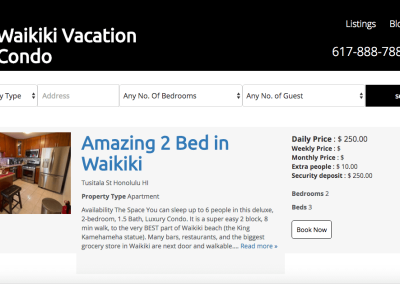 Listings Blo
Waikiki Vacation
Condo
617-888-788
y Type
Address
Any No. Of Bedrooms
Any No. of Guest
Amazing 2 Bed in
Waikiki
Tusitala St Honolulu HI
Property Type Apartment
Availability The Space You can sleep up to 6 people in this deluxe,
2-bedroom, 1.5 Bath, Luxury Condo. It is a super easy 2 block, 8
min walk, to the very BEST part of Waikiki beach (the King
Kamehameha statue). Many bars, restaurants, and the biggest
grocery store in Waikiki are next door and walkable.... Read more »
Daily Price : $ 250.00
Weekly Price : $
Monthly Price : $
Extra people : $ 10.00
Security deposit : $ 250.00
Bedrooms 2
Beds 3
Book Now